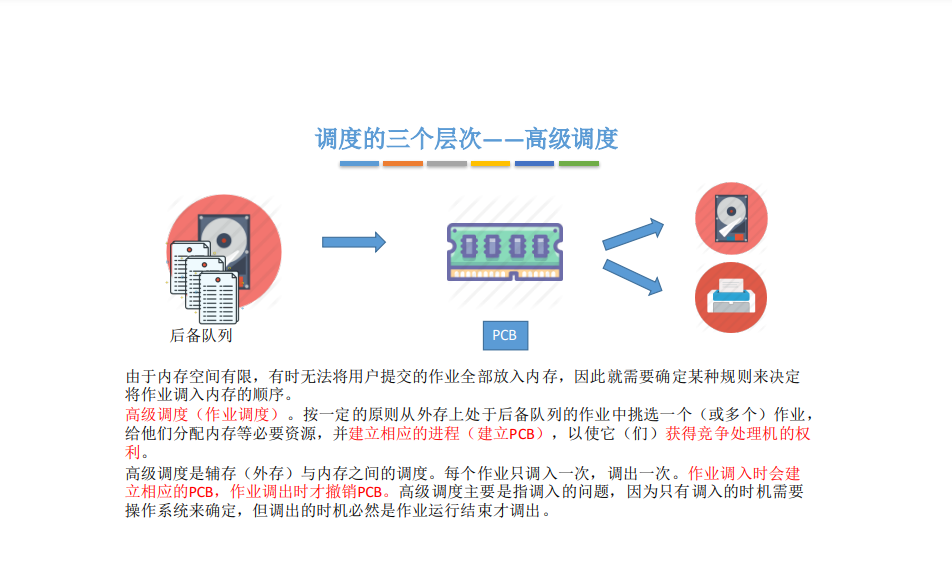 调度的三个层次——高级调度
后备队列
PCB
由于内存空间有限，有时无法将用户提交的作业全部放入内存，因此就需要确定某种规则来决定
将作业调入内存的顺序。
高级调度（作业调度）。按一定的原则从外存上处于后备队列的作业中挑选一个（或多个）作业，
给他们分配内存等必要资源，并建立相应的进程（建立PCB），以使它（们）获得竞争处理机的权
利。
高级调度是辅存（外存）与内存之间的调度。每个作业只调入一次，调出一次。作业调入时会建
立相应的PCB，作业调出时才撤销PCB。高级调度主要是指调入的问题，因为只有调入的时机需要
操作系统来确定，但调出的时机必然是作业运行结束才调出。